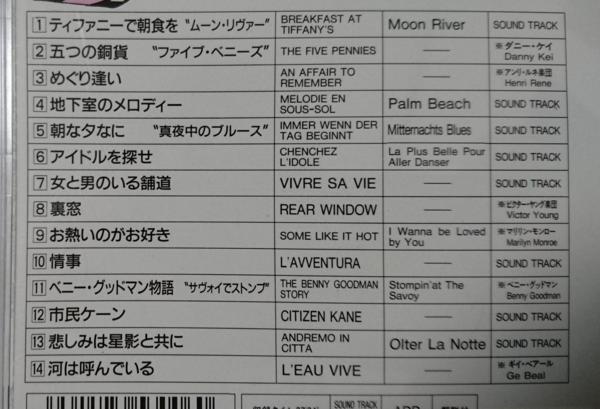 1 ティファニーで朝食を “ムーン・リヴァー” BREAKFAST AT TIFFANY'S Moon River SOUND TRACK
2 五つの銅貨 “ファイブ・ペニーズ” THE FIVE PENNIES —— ※ダニー・ケイ Danny Kei
3 めぐり逢い AN AFFAIR TO REMEMBER —— ※アンリ・ルネ楽団 Henri Rene
4 地下室のメロディー MELODIE EN SOUS-SOL Palm Beach SOUND TRACK
5 朝な夕なに “真夜中のブルース” IMMER WENN DER TAG BEGINNT Mitternachts Blues SOUND TRACK
6 アイドルを探せ CHENCHEZ L'IDOLE La Plus Belle Pour Aller Danser SOUND TRACK
7 女と男のいる舗道 VIVRE SA VIE —— SOUND TRACK
8 裏窓 REAR WINDOW —— ※ビクター・ヤング楽団 Victor Young
9 お熱いのがお好き SOME LIKE IT HOT I Wanna be Loved by You ※マリリン・モンロー Marilyn Monroe
10 情事 L'AVVENTURA —— SOUND TRACK
11 ベニー・グッドマン物語 “サヴォイでストンプ” THE BENNY GOODMAN STORY Stompin'at The Savoy ※ベニー・グッドマン Benny Goodman
12 市民ケーン CITIZEN KANE —— SOUND TRACK
13 悲しみは星影と共に ANDREMO IN CITTA Olter La Notte SOUND TRACK
14 河は呼んでいる L'EAU VIVE —— ※ギイ・ベアール Ge Beal
SOUND TRACK